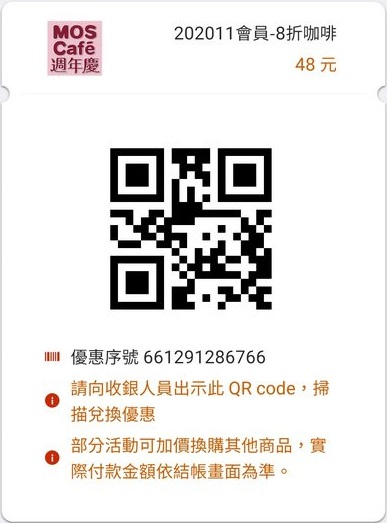 MOS
Café
週年慶
202011會員-8折咖啡
48 元
優惠序號 661291286766
請向收銀人員出示此 QR code，掃
描兌換優惠
部分活動可加價換購其他商品，實
際付款金額依結帳畫面為準。